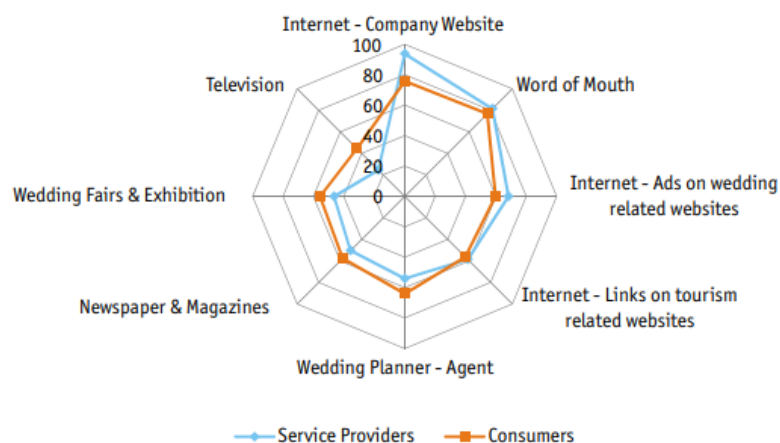 Internet - Company Website
100
80
60
40
20
0
Television
Word of Mouth
Wedding Fairs & Exhibition
Internet - Ads on wedding
related websites
Newspaper & Magazines
Internet - Links on tourism
related websites
Wedding Planner - Agent
Service Providers
Consumers